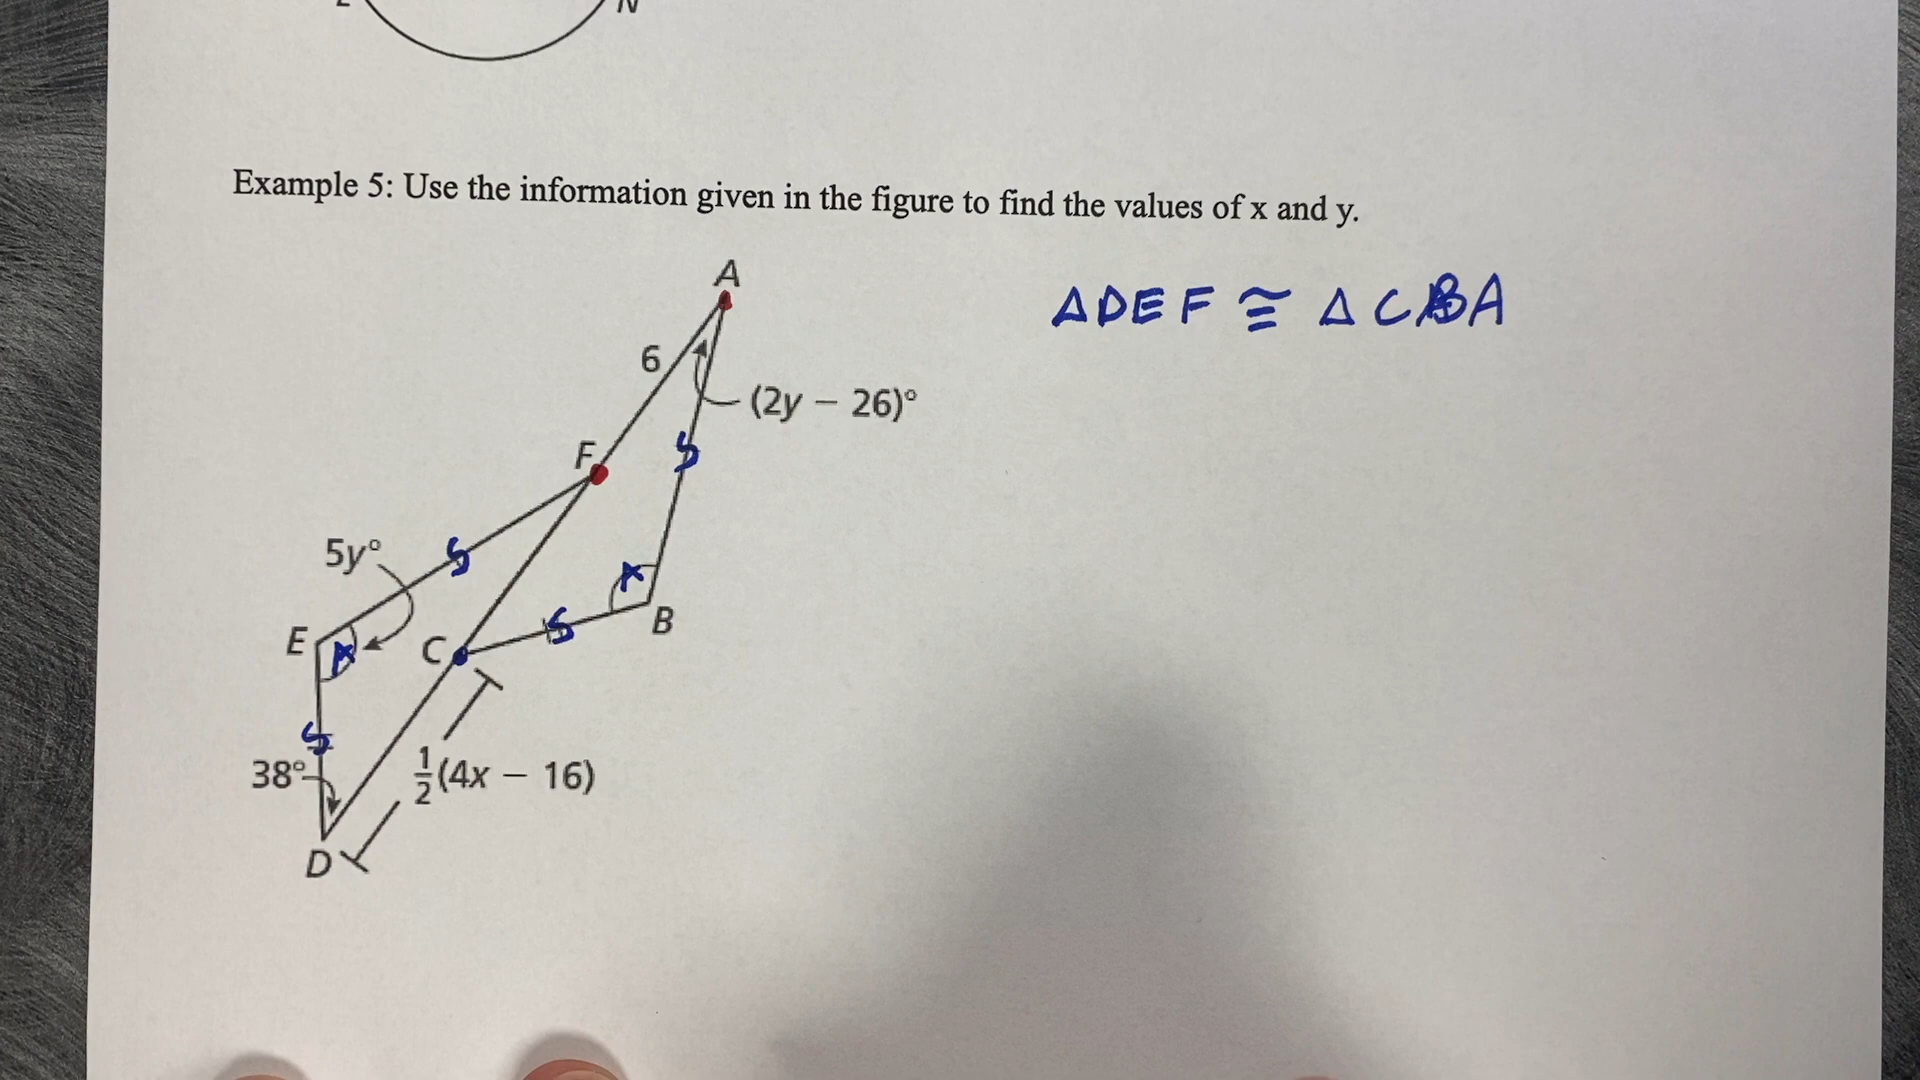 L N
Example 5: Use the information given in the figure to find the values of x and y.
A
ΔDEF ≅ ΔCBA
6
(2y – 26)°
F
S
5y°
S
A
E
A
C
S
B
S
38°
1/2(4x – 16)
D